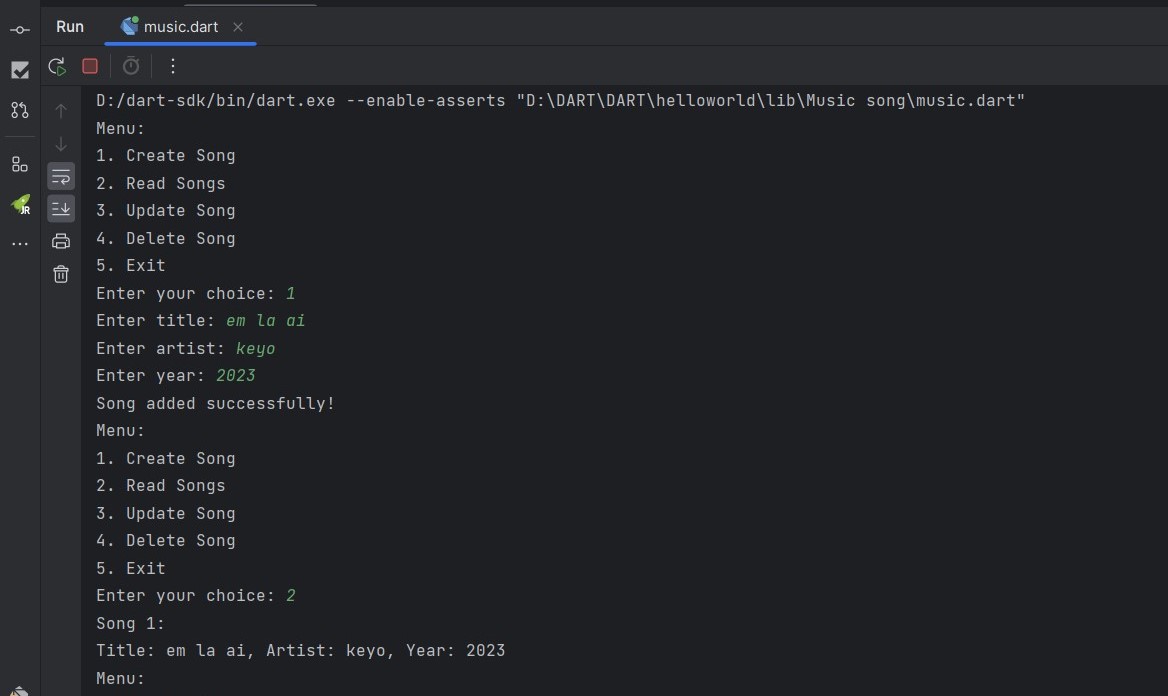 Run music.dart
D:/dart-sdk/bin/dart.exe --enable-asserts "D:\DART\DART\helloworld\lib\Music song\music.dart"
Menu:
1. Create Song
2. Read Songs
3. Update Song
4. Delete Song
5. Exit
Enter your choice: 1
Enter title: em la ai
Enter artist: keyo
Enter year: 2023
Song added successfully!
Menu:
1. Create Song
2. Read Songs
3. Update Song
4. Delete Song
5. Exit
Enter your choice: 2
Song 1:
Title: em la ai, Artist: keyo, Year: 2023
Menu:
JR